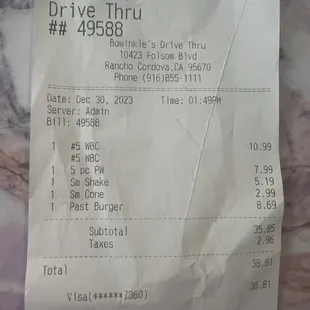 Drive Thru
## 49588
Bowinkle's Drive Thru
10423 Folsom Blvd
Rancho Cordova,CA 95670
Phone (916)855-1111
Date: Dec 30, 2023 Time: 01:49PM
Server: Admin
Bill: 49588
1 #5 WBC 10.99
#5 WBC
1 5 pc PW 7.99
1 Sm Shake 5.19
1 Sm Cone 2.99
1 Past Burger 8.69
Subtotal 35.85
Taxes 2.96
Total 38.81
38.81
Visa(******7360)